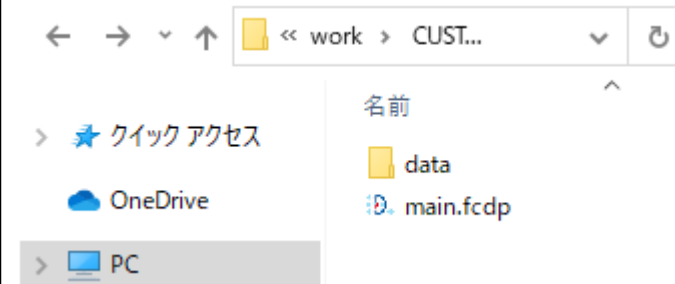 « work › CUST...
名前
クイック アクセス
data
OneDrive
main.fcdp
PC